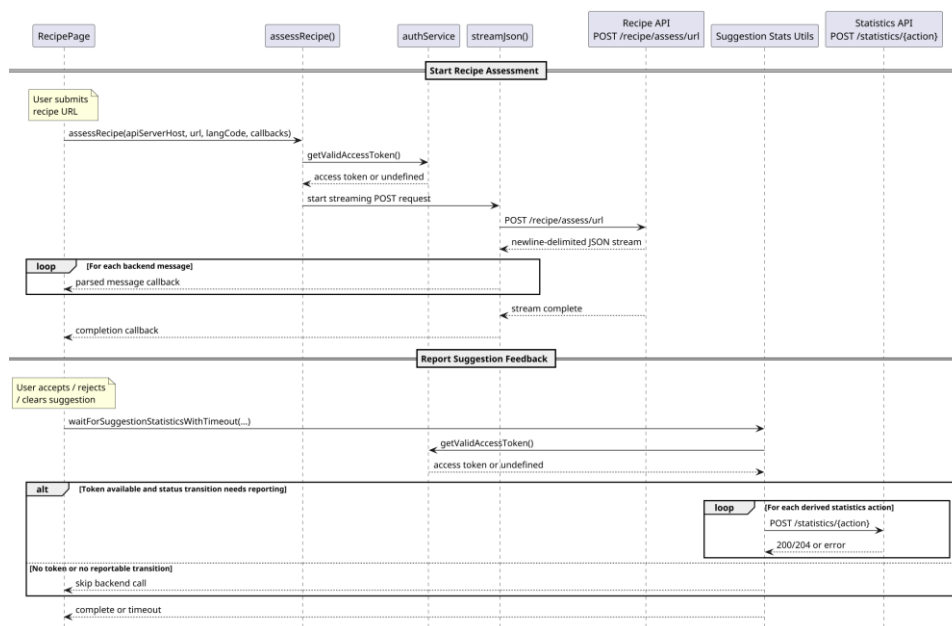 RecipePage
assessRecipe()
authService
streamJson()
Recipe API
POST /recipe/assess/url
Suggestion Stats Utils
Statistics API
POST /statistics/{action}
Start Recipe Assessment
User submits
recipe URL
assessRecipe(apiServerHost, url, langCode, callbacks)
getValidAccessToken()
access token or undefined
start streaming POST request
POST /recipe/assess/url
newline-delimited JSON stream
loop [For each backend message]
parsed message callback
stream complete
completion callback
Report Suggestion Feedback
User accepts / rejects
/ clears suggestion
waitForSuggestionStatisticsWithTimeout(...)
getValidAccessToken()
access token or undefined
alt [Token available and status transition needs reporting]
loop [For each derived statistics action]
POST /statistics/{action}
200/204 or error
[No token or no reportable transition]
skip backend call
complete or timeout